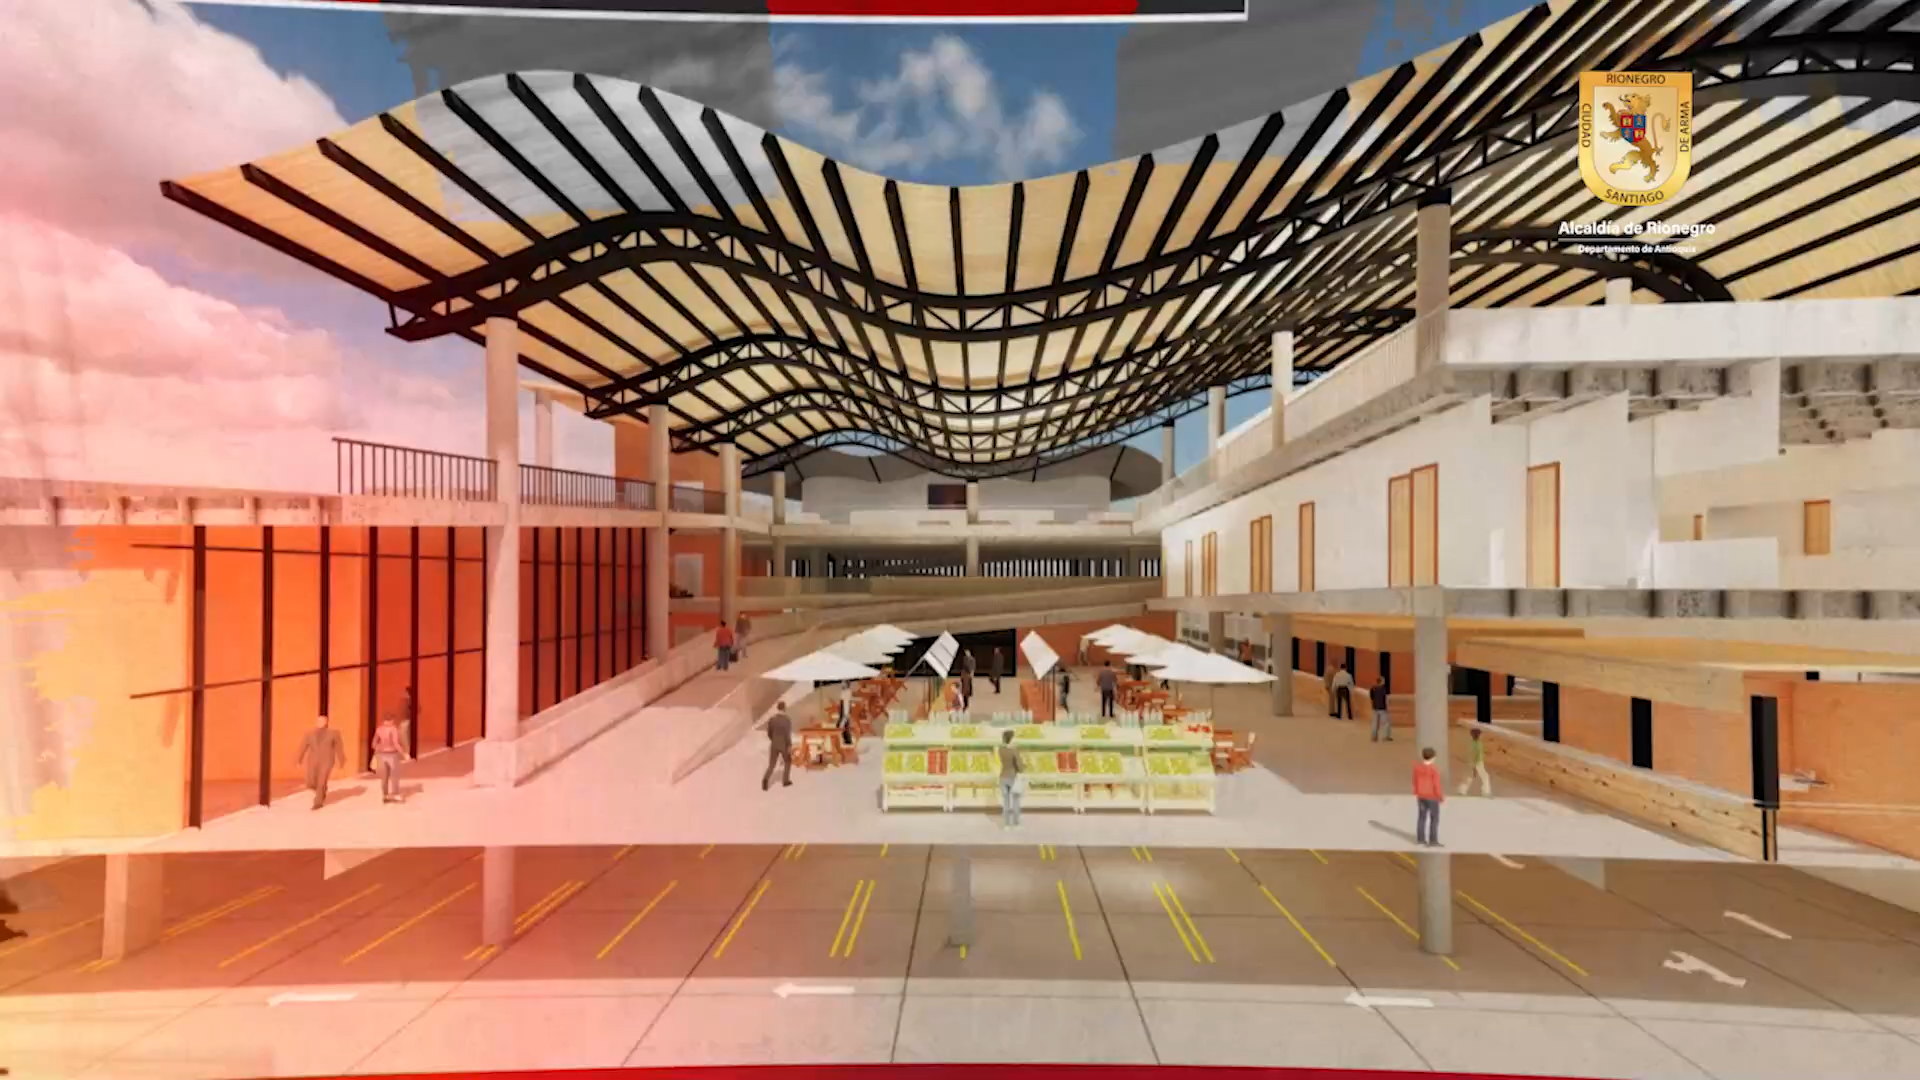 RIONEGRO
CIUDAD
DE ARMA
SANTIAGO
Alcaldía de Rionegro
Departamento de Antioquia